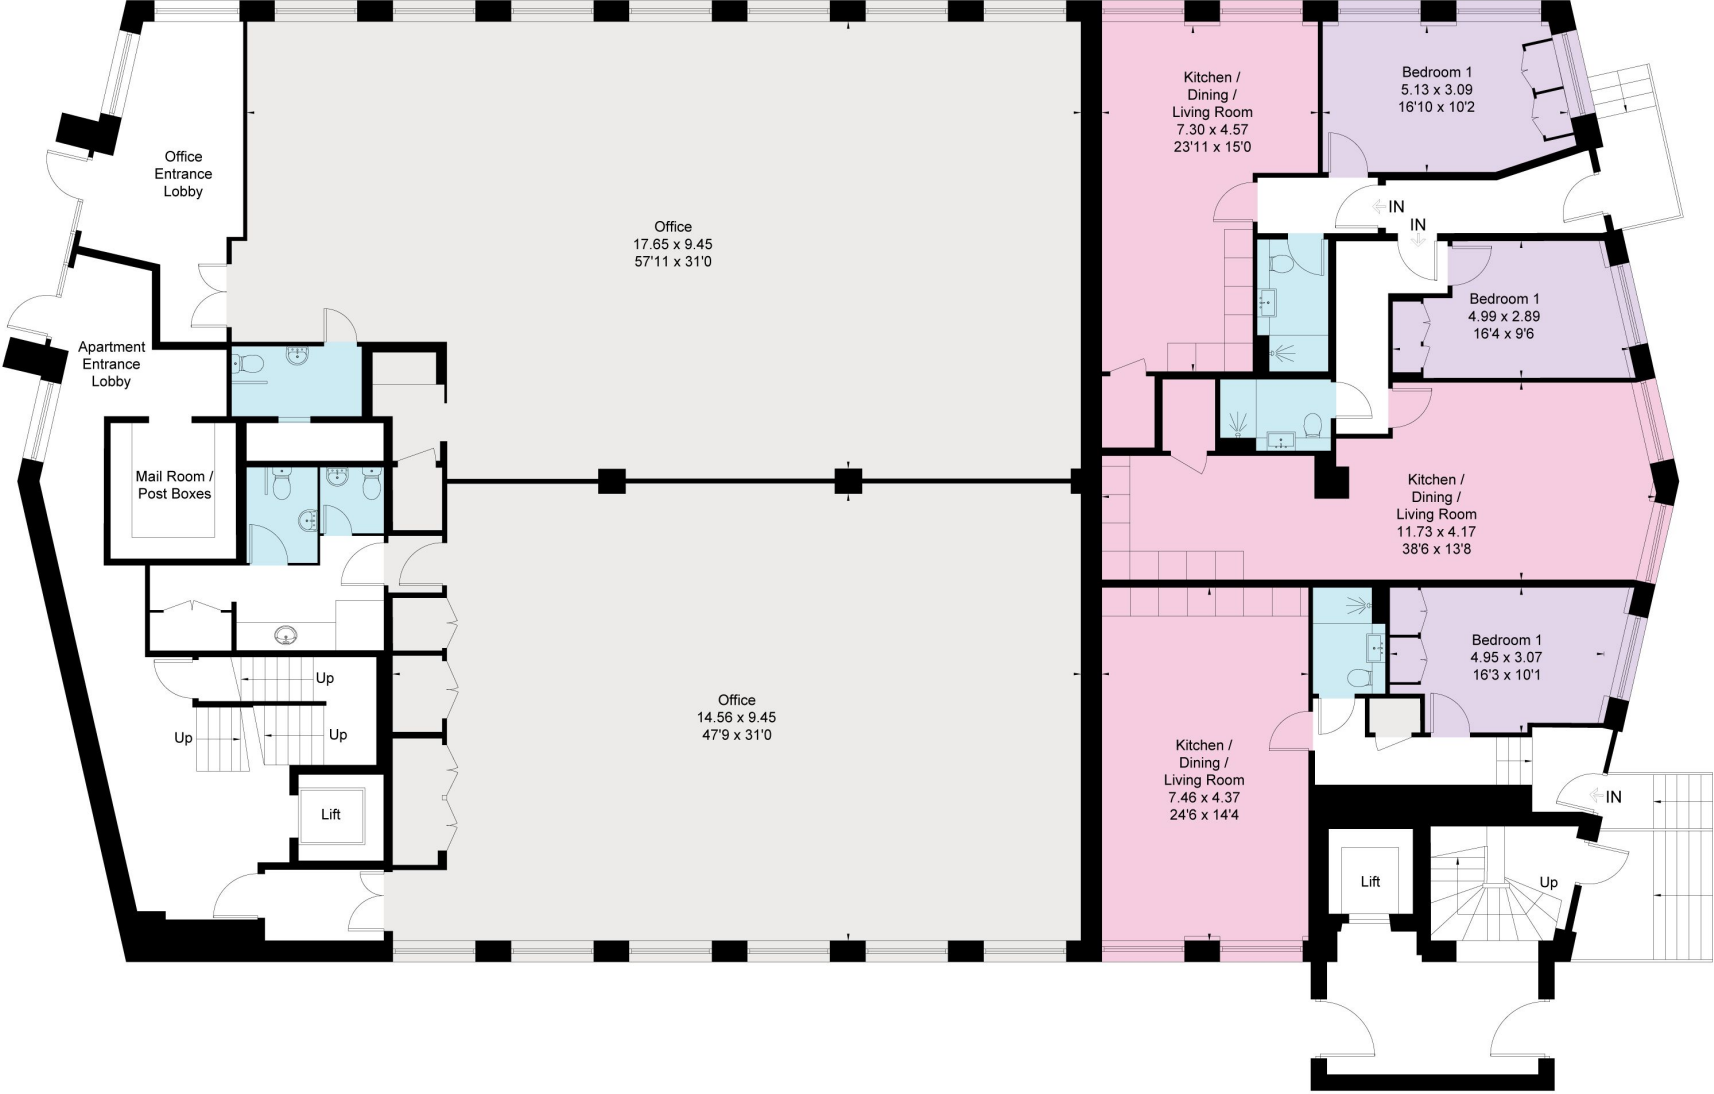 Office
Entrance
Lobby
Apartment
Entrance
Lobby
Mail Room /
Post Boxes
Office
17.65 x 9.45
57'11 x 31'0
Office
14.56 x 9.45
47'9 x 31'0
Up
Up
Up
Lift
Kitchen /
Dining /
Living Room
7.30 x 4.57
23'11 x 15'0
Bedroom 1
5.13 x 3.09
16'10 x 10'2
IN
IN
Bedroom 1
4.99 x 2.89
16'4 x 9'6
Kitchen /
Dining /
Living Room
11.73 x 4.17
38'6 x 13'8
Bedroom 1
4.95 x 3.07
16'3 x 10'1
Kitchen /
Dining /
Living Room
7.46 x 4.37
24'6 x 14'4
IN
Lift
Up